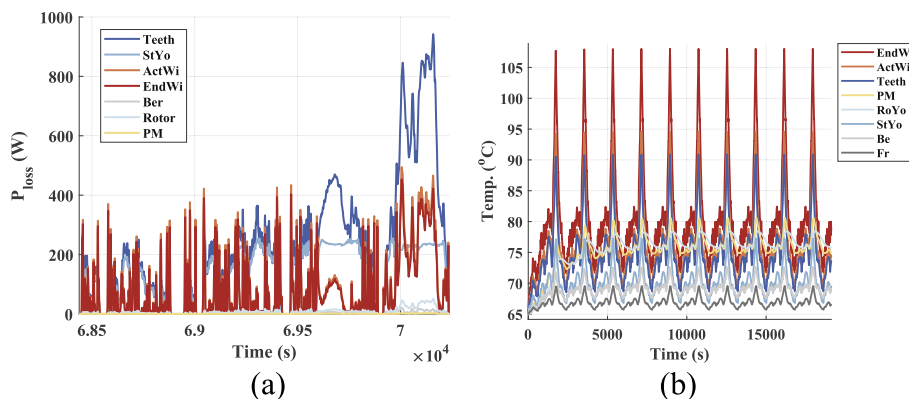 1000
800
600
400
200
0
P_loss (W)
Teeth
StYo
ActWi
EndWi
Ber
Rotor
PM
6.85
6.9
6.95
7
× 10^4
Time (s)
(a)
105
100
95
90
85
80
75
70
65
Temp. (°C)
EndWi
ActWi
Teeth
PM
RoYo
StYo
Be
Fr
0
5000
10000
15000
Time (s)
(b)